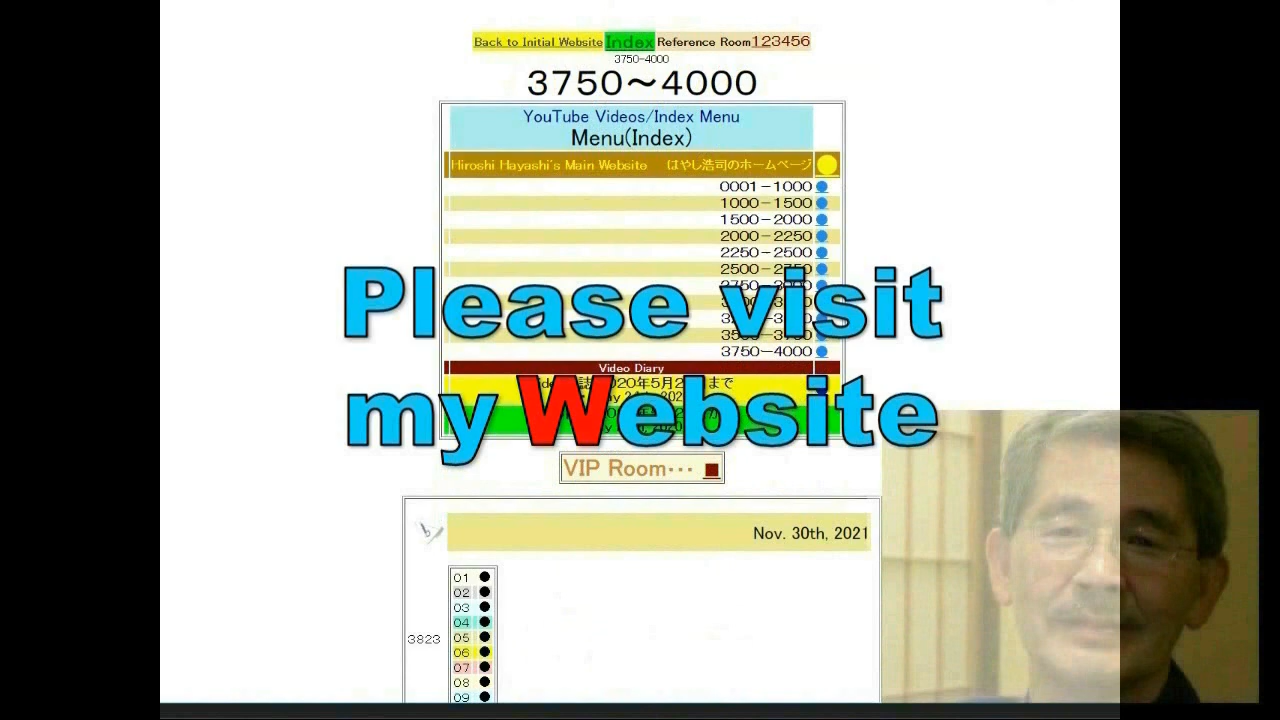 Back to Initial Website Index Reference Room123456
3750-4000
3750～4000
YouTube Videos/Index Menu
Menu(Index)
Hiroshi Hayashi's Main Website はやし浩司のホームページ
0001－1000
1000－1500
1500－2000
2000－2250
2250－2500
2500－2750
Please visit
3750－4000
Video Diary
my Website
VIP Room･･･
Nov. 30th, 2021
01
02
03
04
05
3823
06
07
08
09